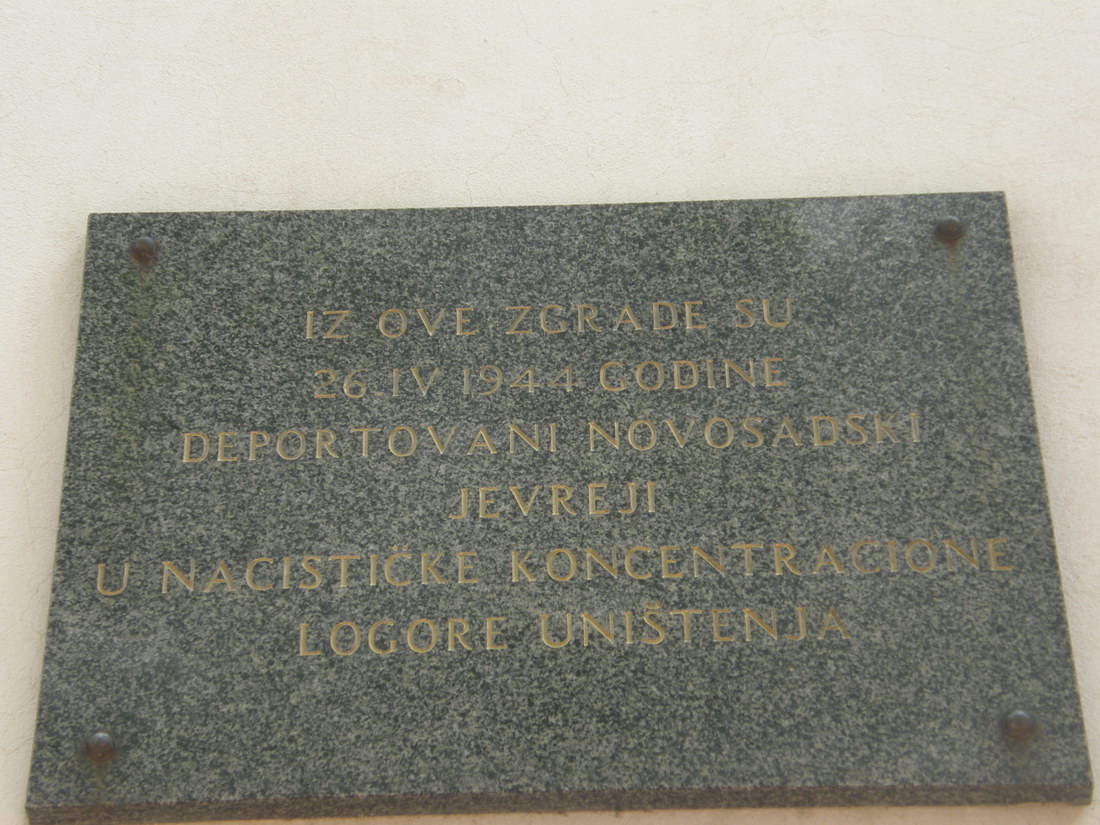 IZ OVE ZGRADE SU
26.IV 1944 GODINE
DEPORTOVANI NOVOSADSKI
JEVREJI
U NACISTIČKE KONCENTRACIONE
LOGORE UNIŠTENJA